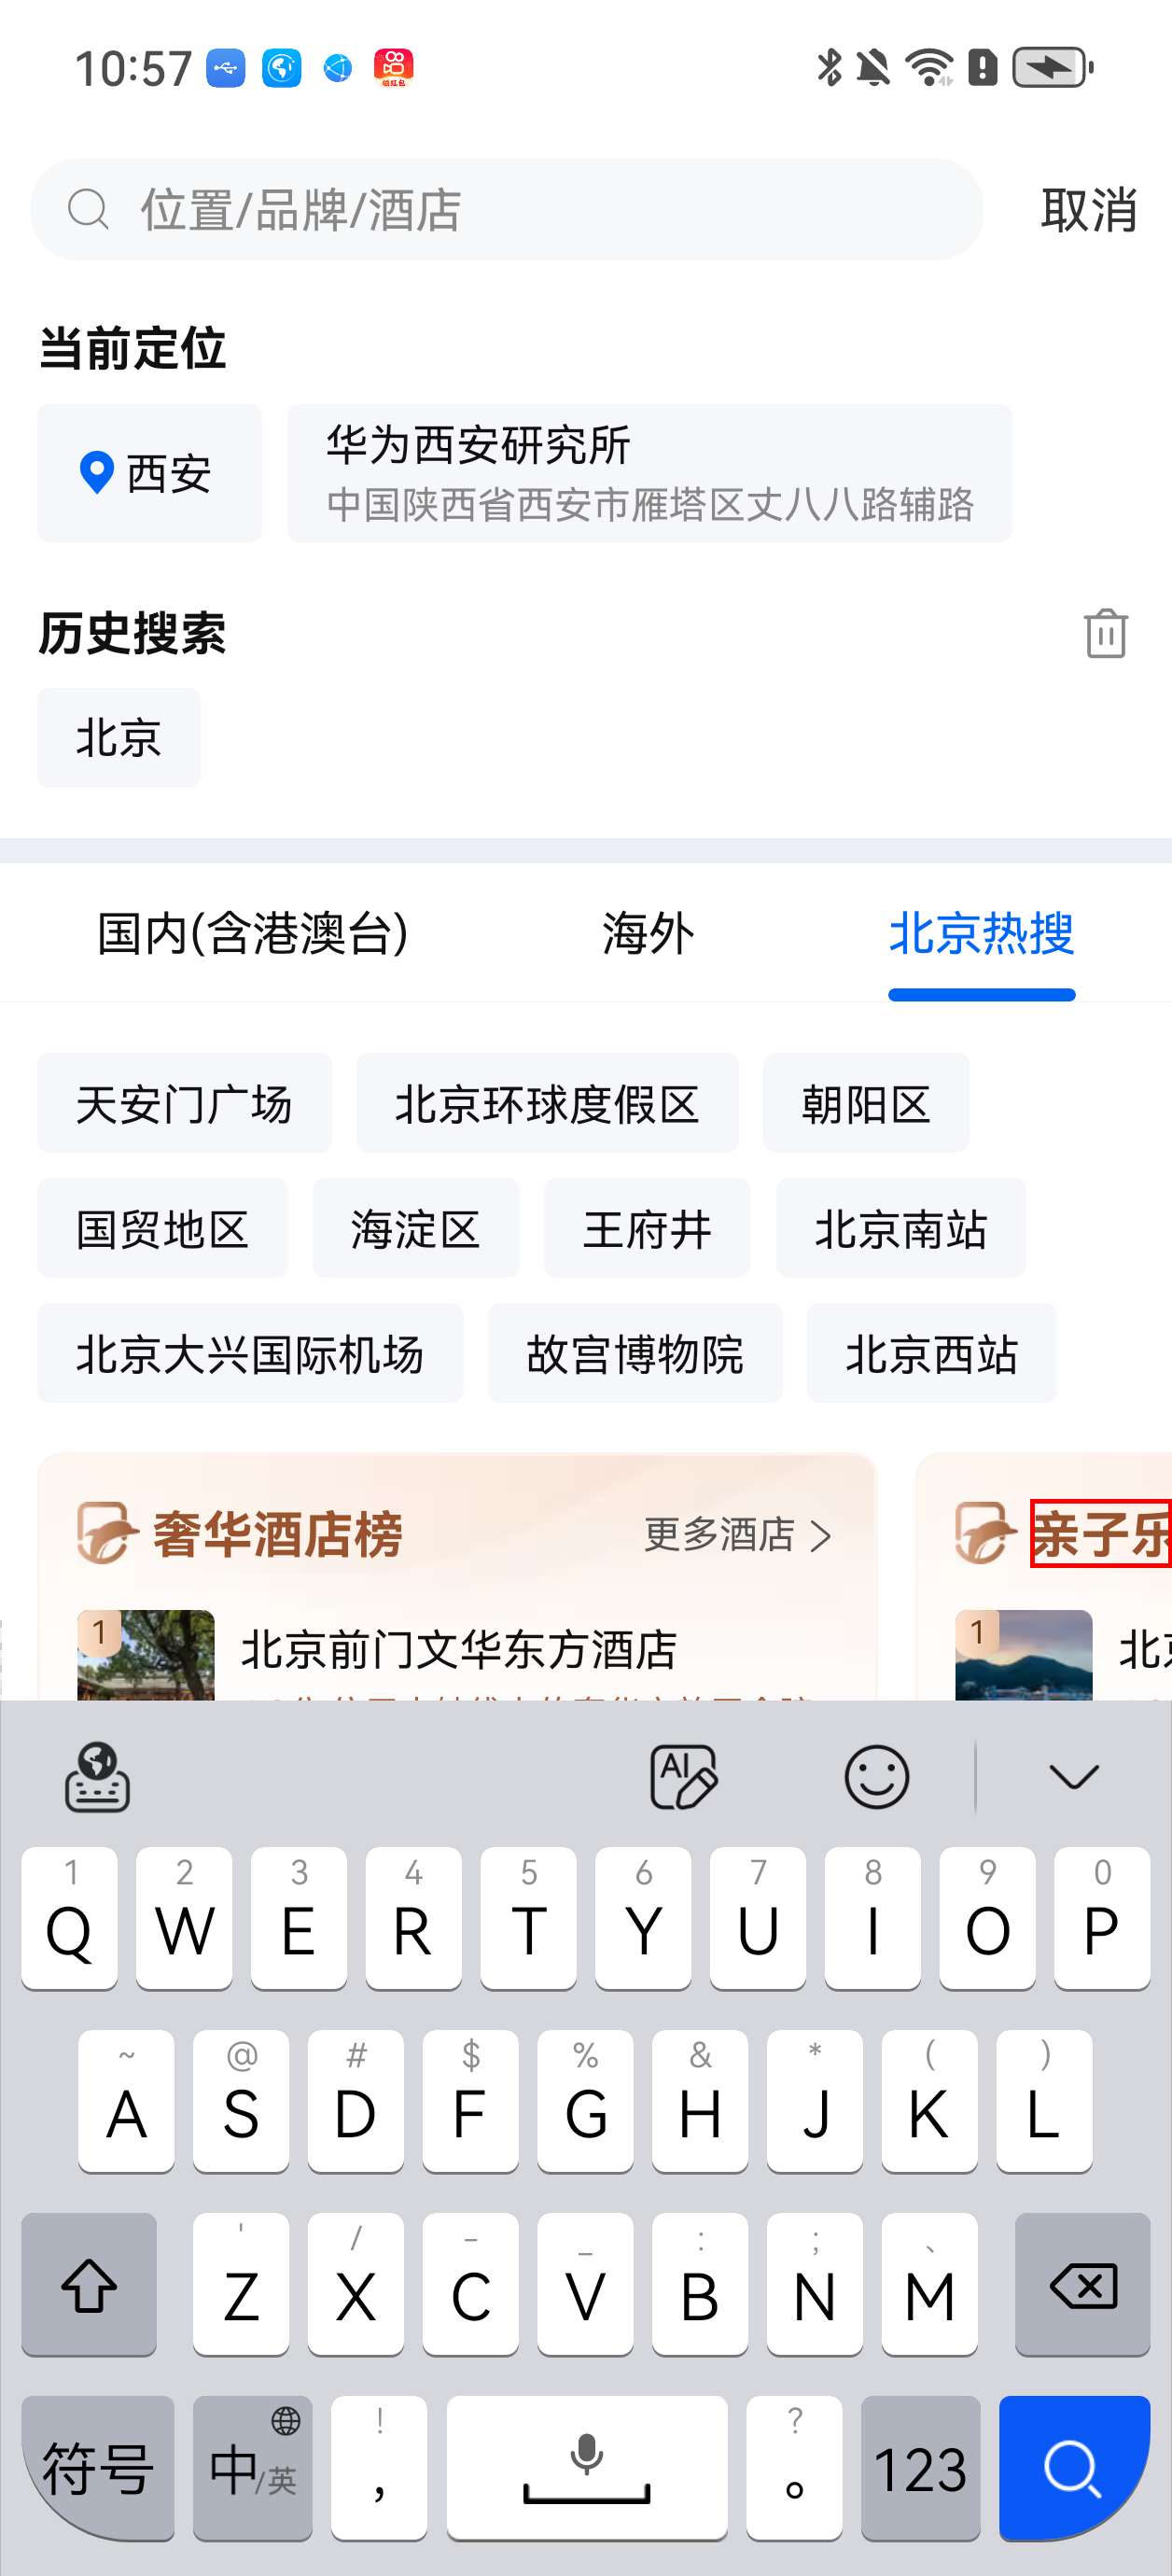 10:57
领红包
位置/品牌/酒店
取消
当前定位
西安
华为西安研究所
中国陕西省西安市雁塔区丈八八路辅路
历史搜索
北京
国内(含港澳台)
海外
北京热搜
天安门广场
北京环球度假区
朝阳区
国贸地区
海淀区
王府井
北京南站
北京大兴国际机场
故宫博物院
北京西站
奢华酒店榜
更多酒店
亲子乐
1
北京前门文华东方酒店
1
北
AI
1 2 3 4 5 6 7 8 9 0
Q W E R T Y U I O P
~ @ # $ % & * ( )
A S D F G H J K L
' / - _ : ; 、
Z X C V B N M
符号
中/英
!
,
?
。
123